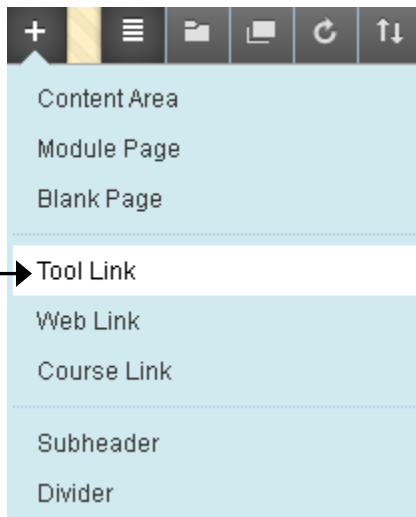 Content Area
Module Page
Blank Page
Tool Link
Web Link
Course Link
Subheader
Divider